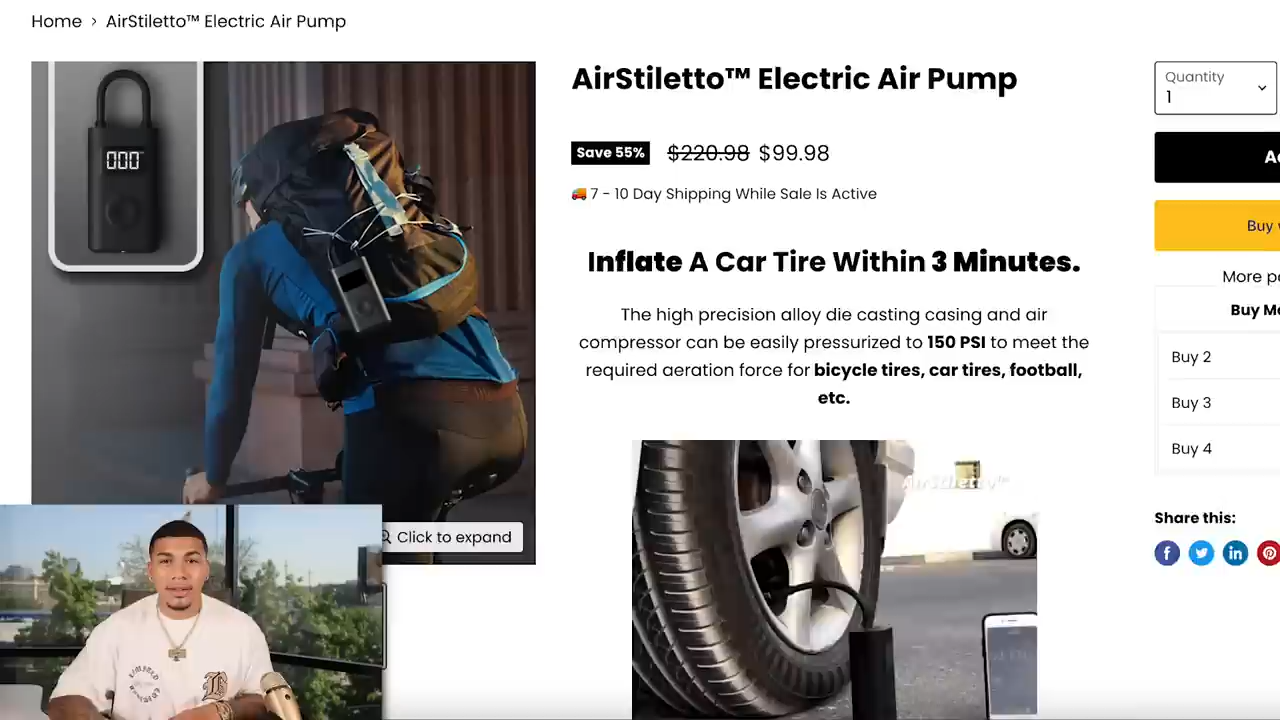 Home › AirStiletto™ Electric Air Pump
000
AirStiletto™ Electric Air Pump
Save 55% $220.98 $99.98
🚚 7 - 10 Day Shipping While Sale Is Active
Inflate A Car Tire Within 3 Minutes.
The high precision alloy die casting casing and air
compressor can be easily pressurized to 150 PSI to meet the
required aeration force for bicycle tires, car tires, football,
etc.
AirStiletto™
Click to expand
Quantity
1
Buy
More
Buy
Buy 2
Buy 3
Buy 4
Share this: